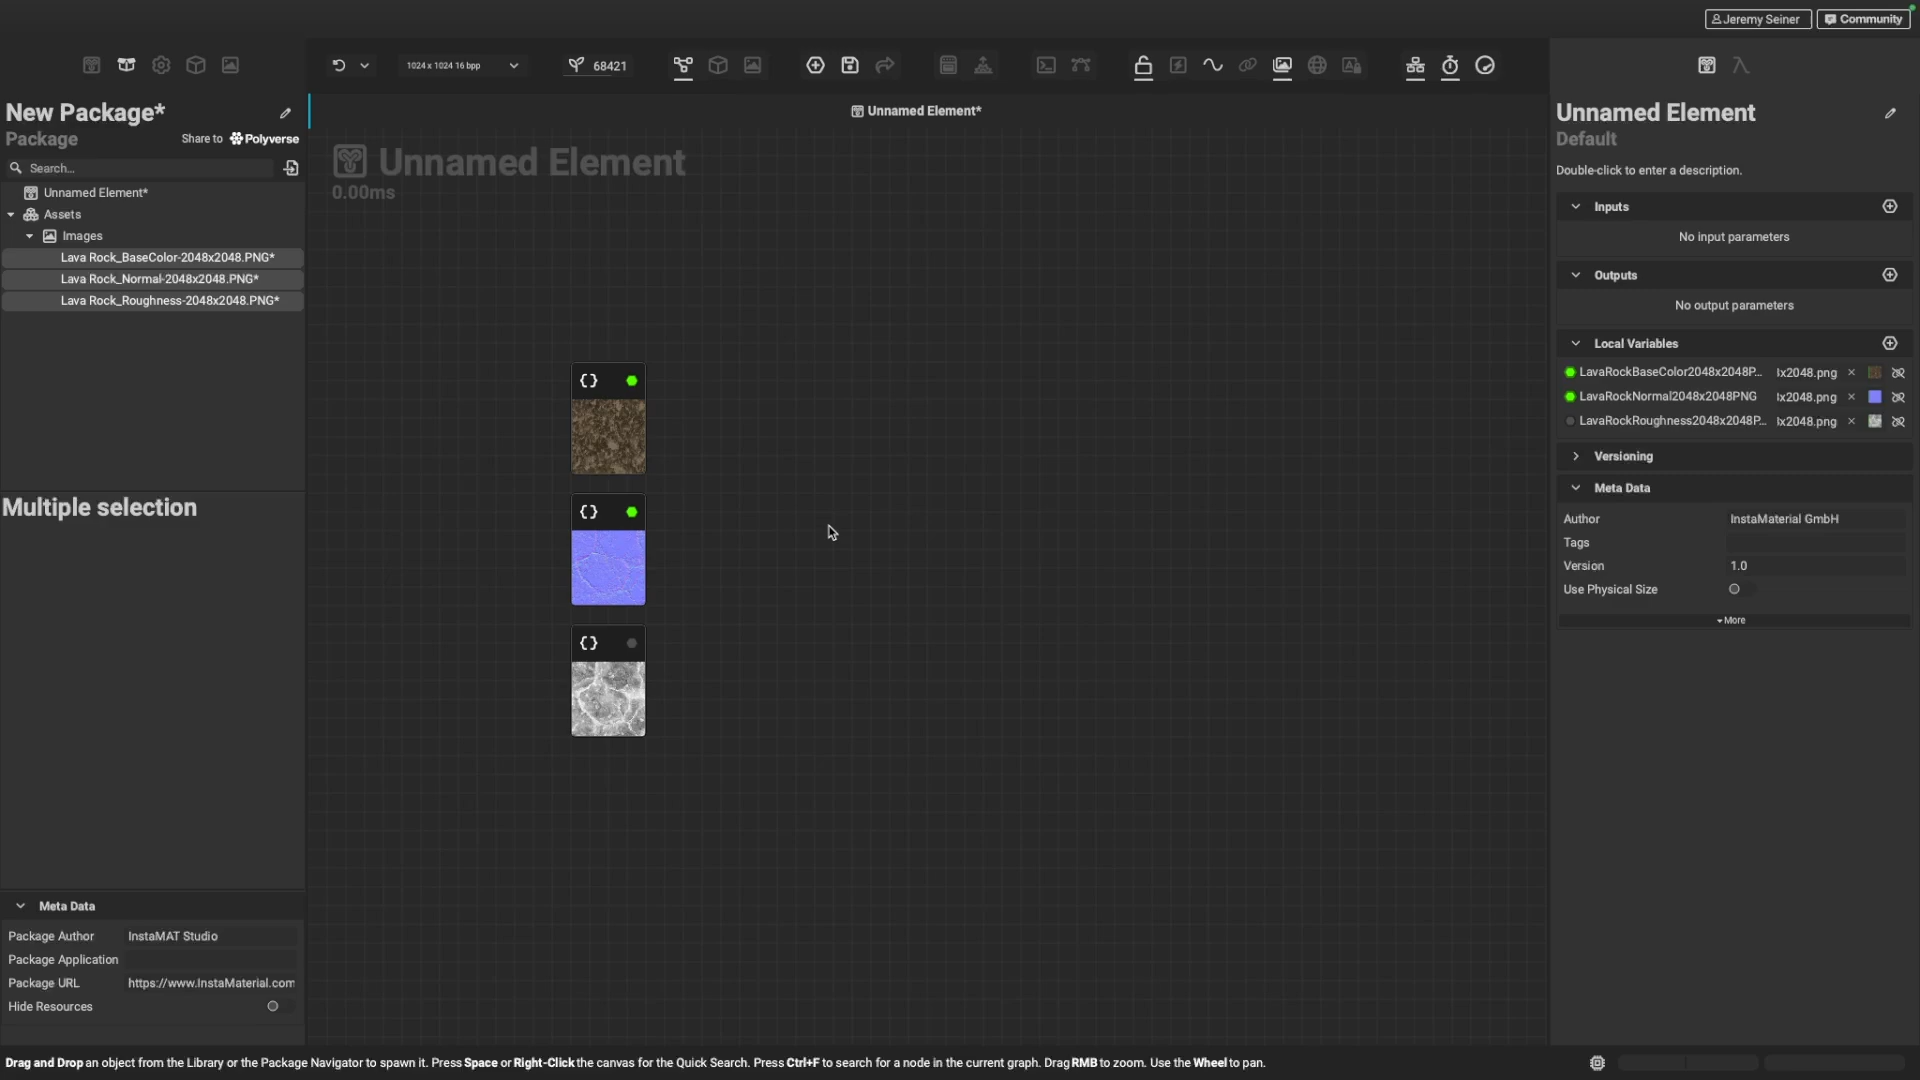 Jeremy Seiner
Community
1024 x 1024 16 bpp
68421
New Package*
Package
Share to Polyverse
Search...
Unnamed Element*
Assets
Images
Lava Rock_BaseColor-2048x2048.PNG*
Lava Rock_Normal-2048x2048.PNG*
Lava Rock_Roughness-2048x2048.PNG*
Multiple selection
Meta Data
Package Author InstaMAT Studio
Package Application
Package URL https://www.InstaMaterial.com
Hide Resources
Unnamed Element*
Unnamed Element
0.00ms
Unnamed Element
Default
Double-click to enter a description.
Inputs
No input parameters
Outputs
No output parameters
Local Variables
LavaRockBaseColor2048x2048P... lx2048.png
LavaRockNormal2048x2048PNG lx2048.png
LavaRockRoughness2048x2048P... lx2048.png
Versioning
Meta Data
Author InstaMaterial GmbH
Tags
Version 1.0
Use Physical Size
More
Drag and Drop an object from the Library or the Package Navigator to spawn it. Press Space or Right-Click the canvas for the Quick Search. Press Ctrl+F to search for a node in the current graph. Drag RMB to zoom. Use the Wheel to pan.